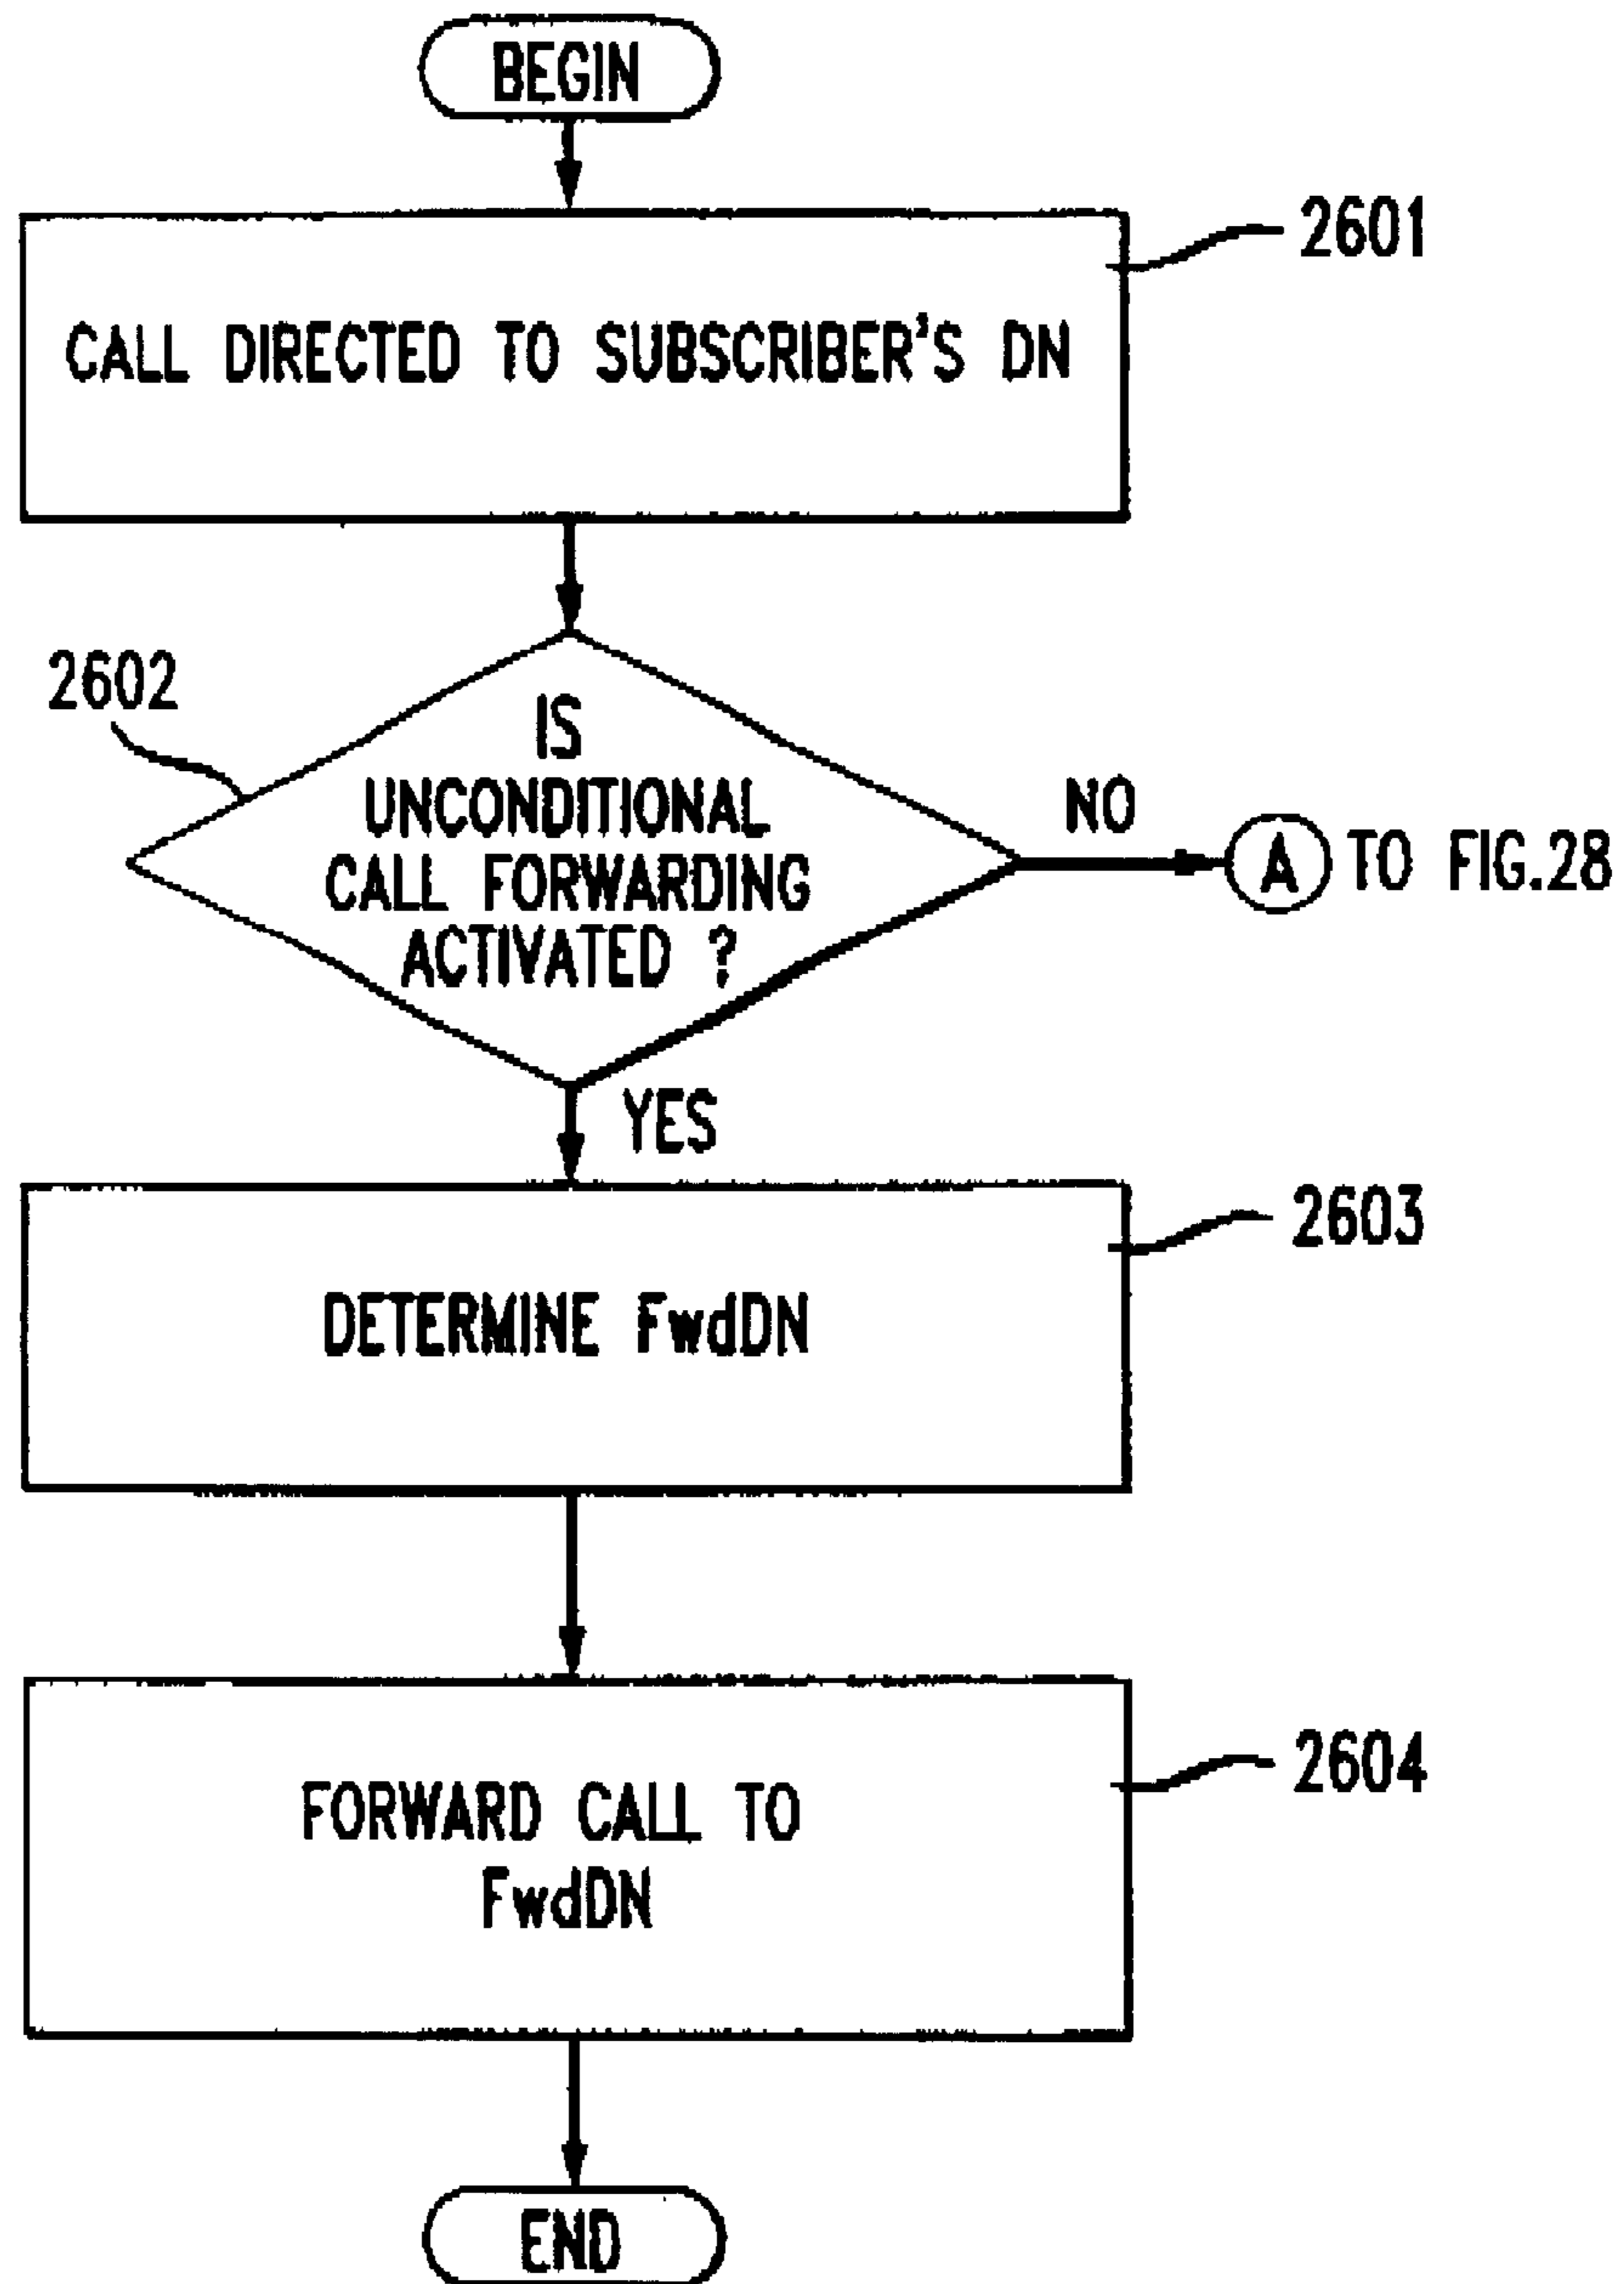 BEGIN
2601
CALL DIRECTED TO SUBSCRIBER'S DN
2602
IS
UNCONDITIONAL
CALL FORWARDING
ACTIVATED ?
NO
A TO FIG.28
YES
2603
DETERMINE FwdDN
2604
FORWARD CALL TO
FwdDN
END